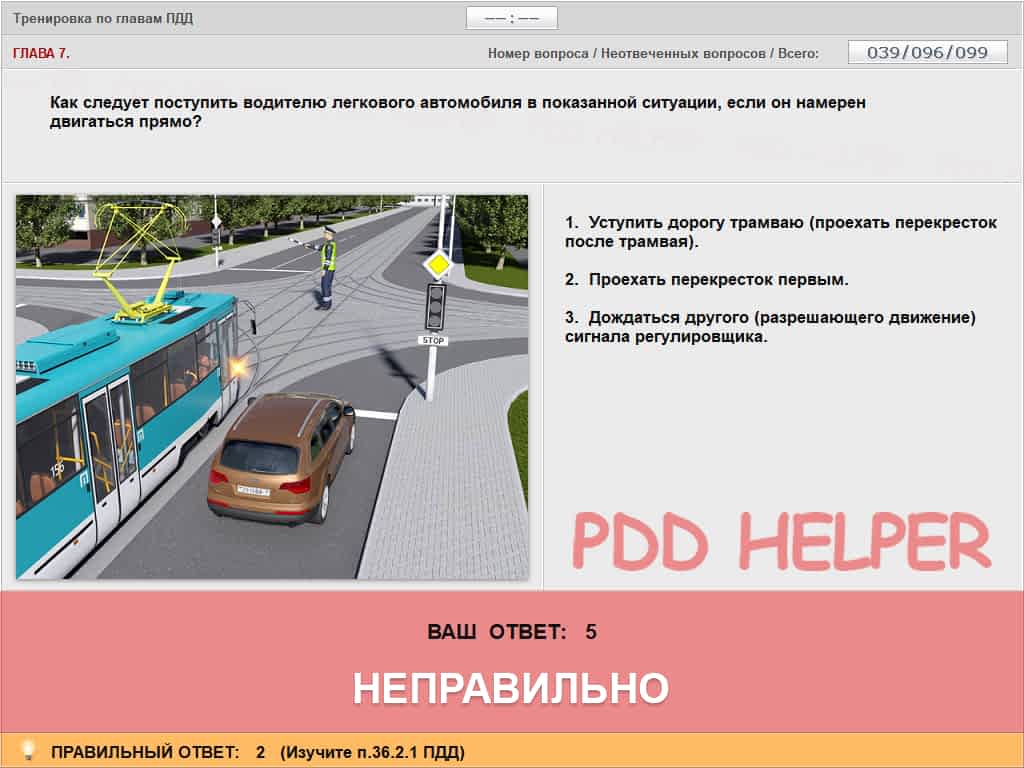 Тренировка по главам ПДД
—— : ——
ГЛАВА 7.
Номер вопроса / Неотвеченных вопросов / Всего:
039/096/099
Как следует поступить водителю легкового автомобиля в показанной ситуации, если он намерен
двигаться прямо?
1. Уступить дорогу трамваю (проехать перекресток
после трамвая).
2. Проехать перекресток первым.
3. Дождаться другого (разрешающего движение)
сигнала регулировщика.
STOP
156
PDD HELPER
ВАШ ОТВЕТ: 5
НЕПРАВИЛЬНО
ПРАВИЛЬНЫЙ ОТВЕТ: 2 (Изучите п.36.2.1 ПДД)